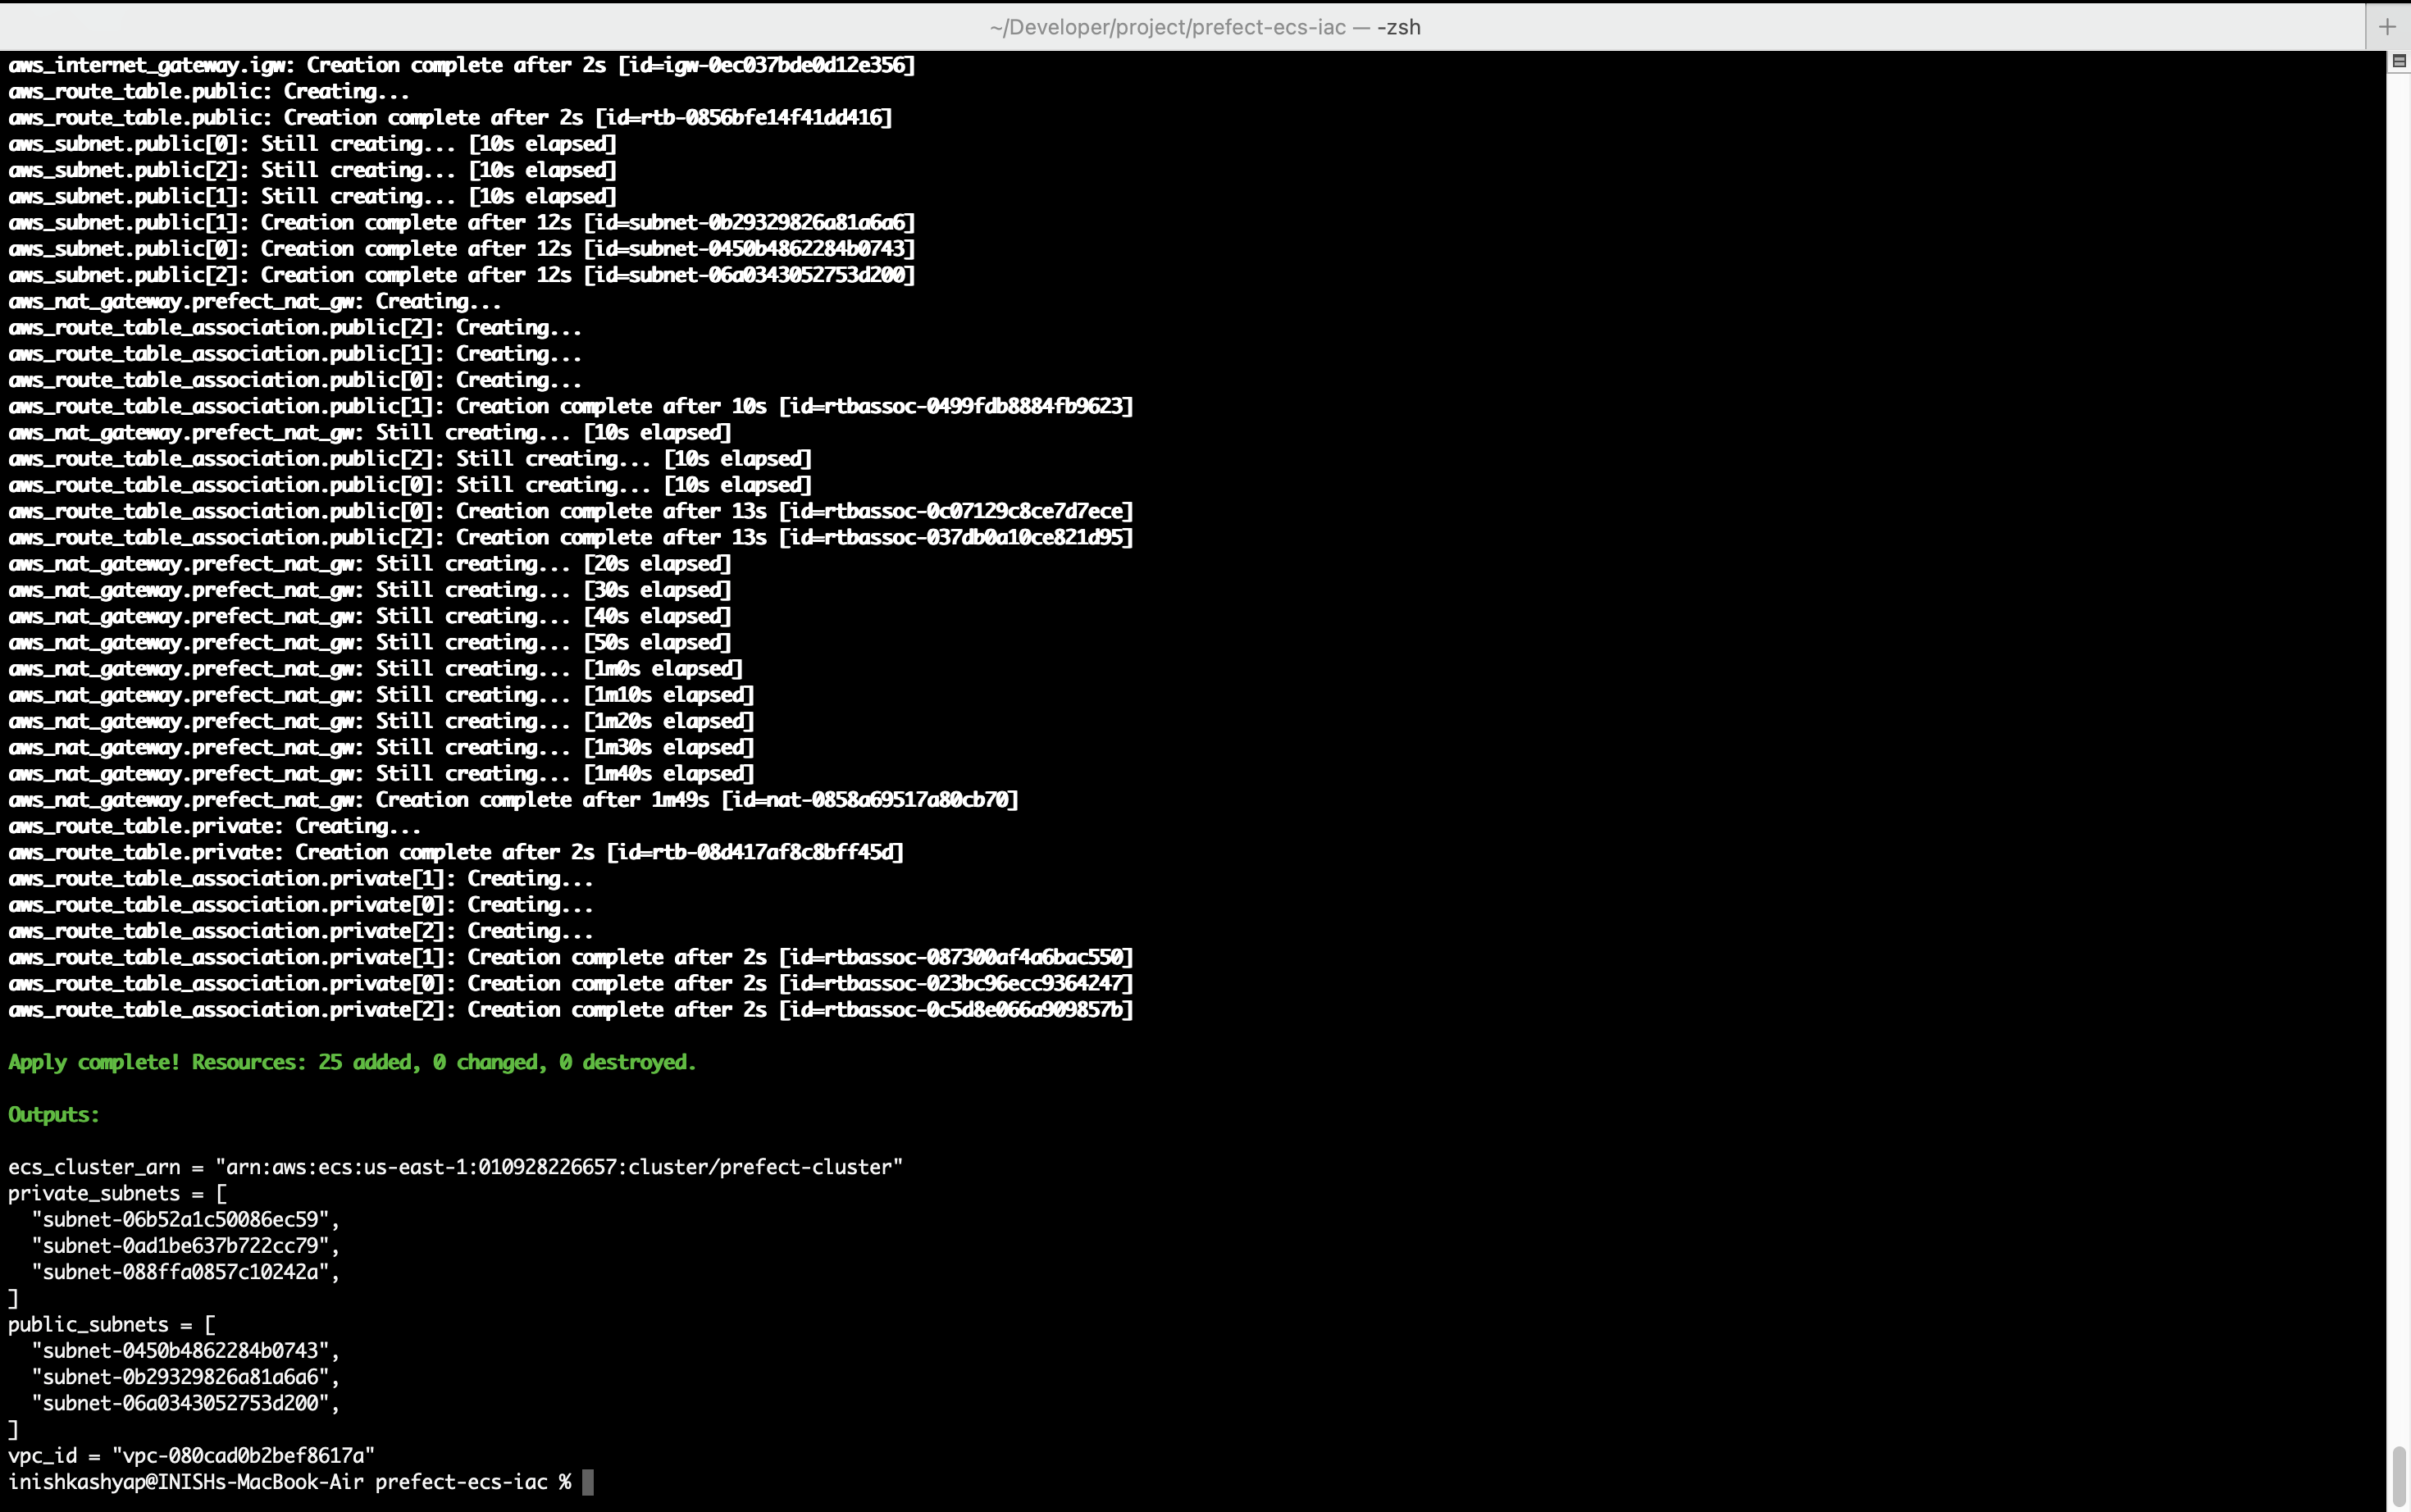 ~/Developer/project/prefect-ecs-iac — -zsh
aws_internet_gateway.igw: Creation complete after 2s [id=igw-0ec037bde0d12e356]
aws_route_table.public: Creating...
aws_route_table.public: Creation complete after 2s [id=rtb-0856bfe14f41dd416]
aws_subnet.public[0]: Still creating... [10s elapsed]
aws_subnet.public[2]: Still creating... [10s elapsed]
aws_subnet.public[1]: Still creating... [10s elapsed]
aws_subnet.public[1]: Creation complete after 12s [id=subnet-0b29329826a81a6a6]
aws_subnet.public[0]: Creation complete after 12s [id=subnet-0450b4862284b0743]
aws_subnet.public[2]: Creation complete after 12s [id=subnet-06a0343052753d200]
aws_nat_gateway.prefect_nat_gw: Creating...
aws_route_table_association.public[2]: Creating...
aws_route_table_association.public[1]: Creating...
aws_route_table_association.public[0]: Creating...
aws_route_table_association.public[1]: Creation complete after 10s [id=rtbassoc-0499fdb8884fb9623]
aws_nat_gateway.prefect_nat_gw: Still creating... [10s elapsed]
aws_route_table_association.public[2]: Still creating... [10s elapsed]
aws_route_table_association.public[0]: Still creating... [10s elapsed]
aws_route_table_association.public[0]: Creation complete after 13s [id=rtbassoc-0c07129c8ce7d7ece]
aws_route_table_association.public[2]: Creation complete after 13s [id=rtbassoc-037db0a10ce821d95]
aws_nat_gateway.prefect_nat_gw: Still creating... [20s elapsed]
aws_nat_gateway.prefect_nat_gw: Still creating... [30s elapsed]
aws_nat_gateway.prefect_nat_gw: Still creating... [40s elapsed]
aws_nat_gateway.prefect_nat_gw: Still creating... [50s elapsed]
aws_nat_gateway.prefect_nat_gw: Still creating... [1m0s elapsed]
aws_nat_gateway.prefect_nat_gw: Still creating... [1m10s elapsed]
aws_nat_gateway.prefect_nat_gw: Still creating... [1m20s elapsed]
aws_nat_gateway.prefect_nat_gw: Still creating... [1m30s elapsed]
aws_nat_gateway.prefect_nat_gw: Still creating... [1m40s elapsed]
aws_nat_gateway.prefect_nat_gw: Creation complete after 1m49s [id=nat-0858a69517a80cb70]
aws_route_table.private: Creating...
aws_route_table.private: Creation complete after 2s [id=rtb-08d417af8c8bff45d]
aws_route_table_association.private[1]: Creating...
aws_route_table_association.private[0]: Creating...
aws_route_table_association.private[2]: Creating...
aws_route_table_association.private[1]: Creation complete after 2s [id=rtbassoc-087300af4a6bac550]
aws_route_table_association.private[0]: Creation complete after 2s [id=rtbassoc-023bc96ecc9364247]
aws_route_table_association.private[2]: Creation complete after 2s [id=rtbassoc-0c5d8e066a909857b]
Apply complete! Resources: 25 added, 0 changed, 0 destroyed.
Outputs:
ecs_cluster_arn = "arn:aws:ecs:us-east-1:010928226657:cluster/prefect-cluster"
private_subnets = [
  "subnet-06b52a1c50086ec59",
  "subnet-0ad1be637b722cc79",
  "subnet-088ffa0857c10242a",
]
public_subnets = [
  "subnet-0450b4862284b0743",
  "subnet-0b29329826a81a6a6",
  "subnet-06a0343052753d200",
]
vpc_id = "vpc-080cad0b2bef8617a"
inishkashyap@INISHs-MacBook-Air prefect-ecs-iac %